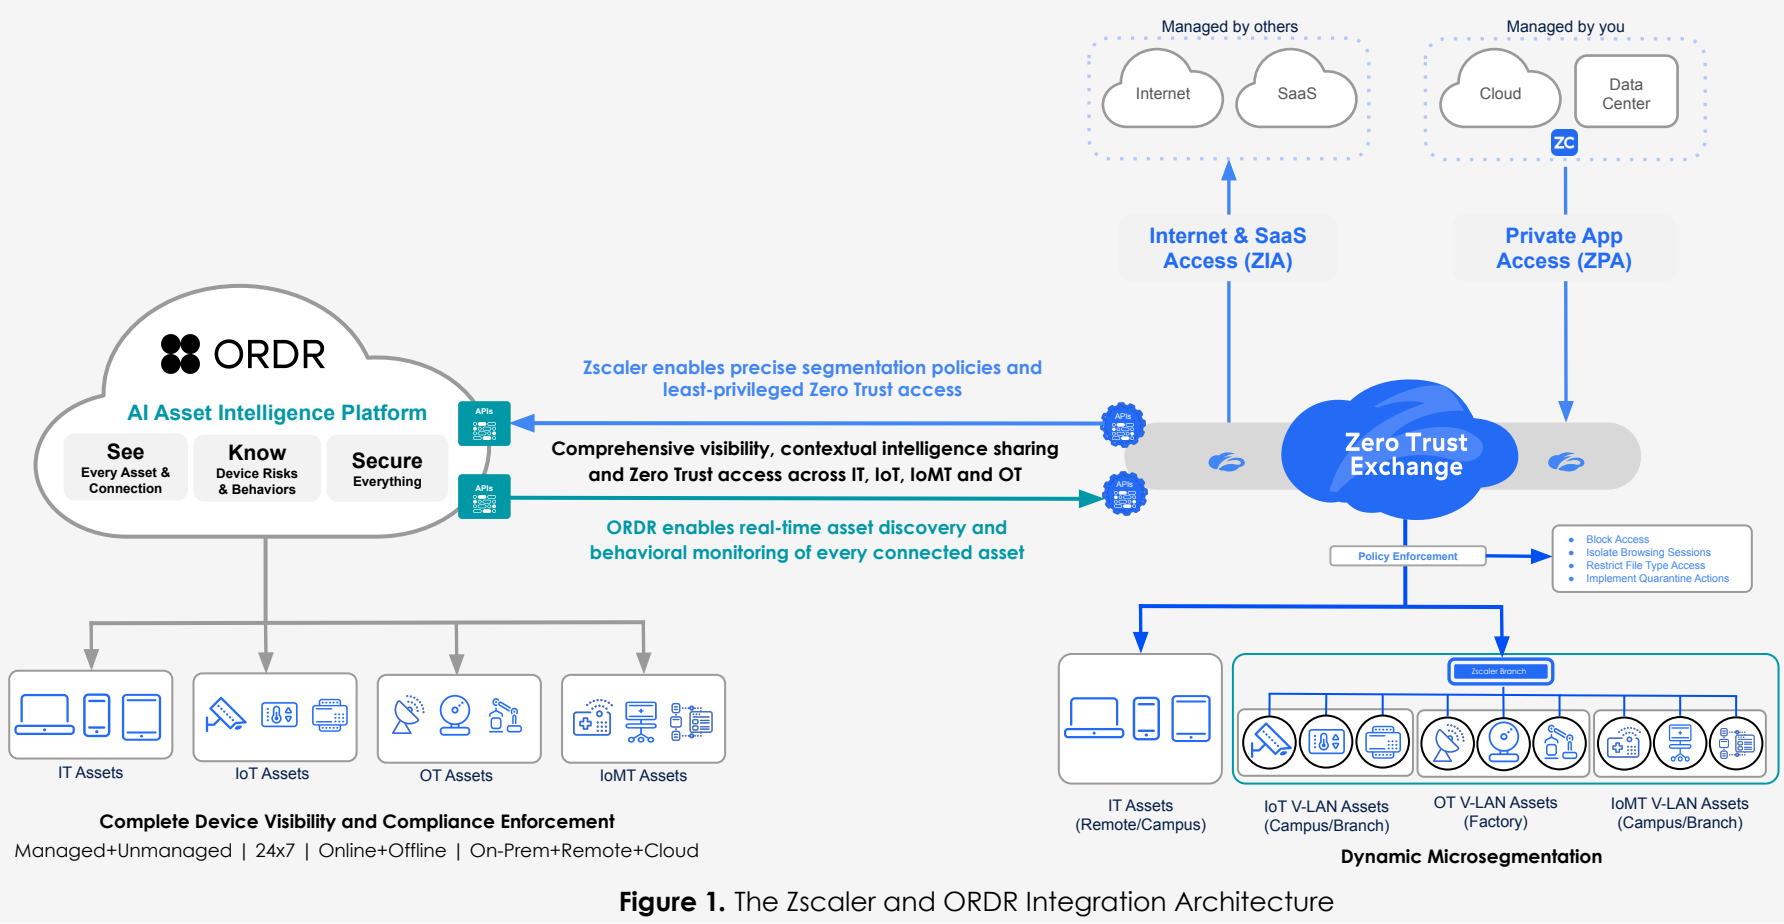 Managed by others
Internet
SaaS
Managed by you
Cloud
Data
Center
ZC
Internet & SaaS
Access (ZIA)
Private App
Access (ZPA)
ORDR
AI Asset Intelligence Platform
See
Every Asset &
Connection
Know
Device Risks
& Behaviors
Secure
Everything
APIs
APIs
Zscaler enables precise segmentation policies and
least-privileged Zero Trust access
Comprehensive visibility, contextual intelligence sharing
and Zero Trust access across IT, IoT, IoMT and OT
ORDR enables real-time asset discovery and
behavioral monitoring of every connected asset
APIs
APIs
Zero Trust
Exchange
Policy Enforcement
● Block Access
● Isolate Browsing Sessions
● Restrict File Type Access
● Implement Quarantine Actions
IT Assets
IoT Assets
OT Assets
IoMT Assets
Complete Device Visibility and Compliance Enforcement
Managed+Unmanaged | 24x7 | Online+Offline | On-Prem+Remote+Cloud
Zscaler Branch
IT Assets
(Remote/Campus)
IoT V-LAN Assets
(Campus/Branch)
OT V-LAN Assets
(Factory)
IoMT V-LAN Assets
(Campus/Branch)
Dynamic Microsegmentation
Figure 1. The Zscaler and ORDR Integration Architecture